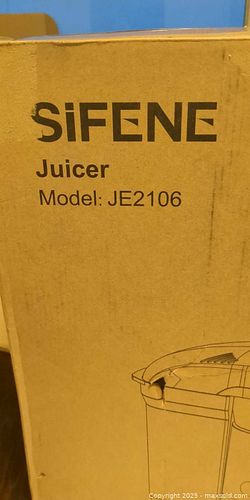 SiFENE
Juicer
Model: JE2106
Copyright © 2025 - maxsold.com